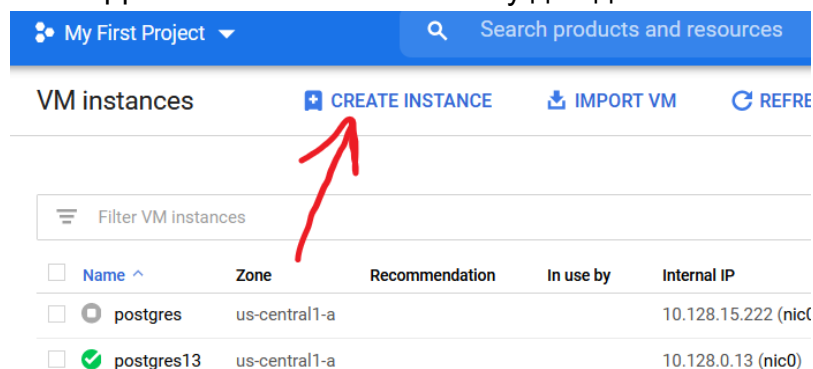 My First Project Search products and resources
VM instances CREATE INSTANCE IMPORT VM REFRE
Filter VM instances
Name Zone Recommendation In use by Internal IP
postgres us-central1-a 10.128.15.222 (nic0
postgres13 us-central1-a 10.128.0.13 (nic0)